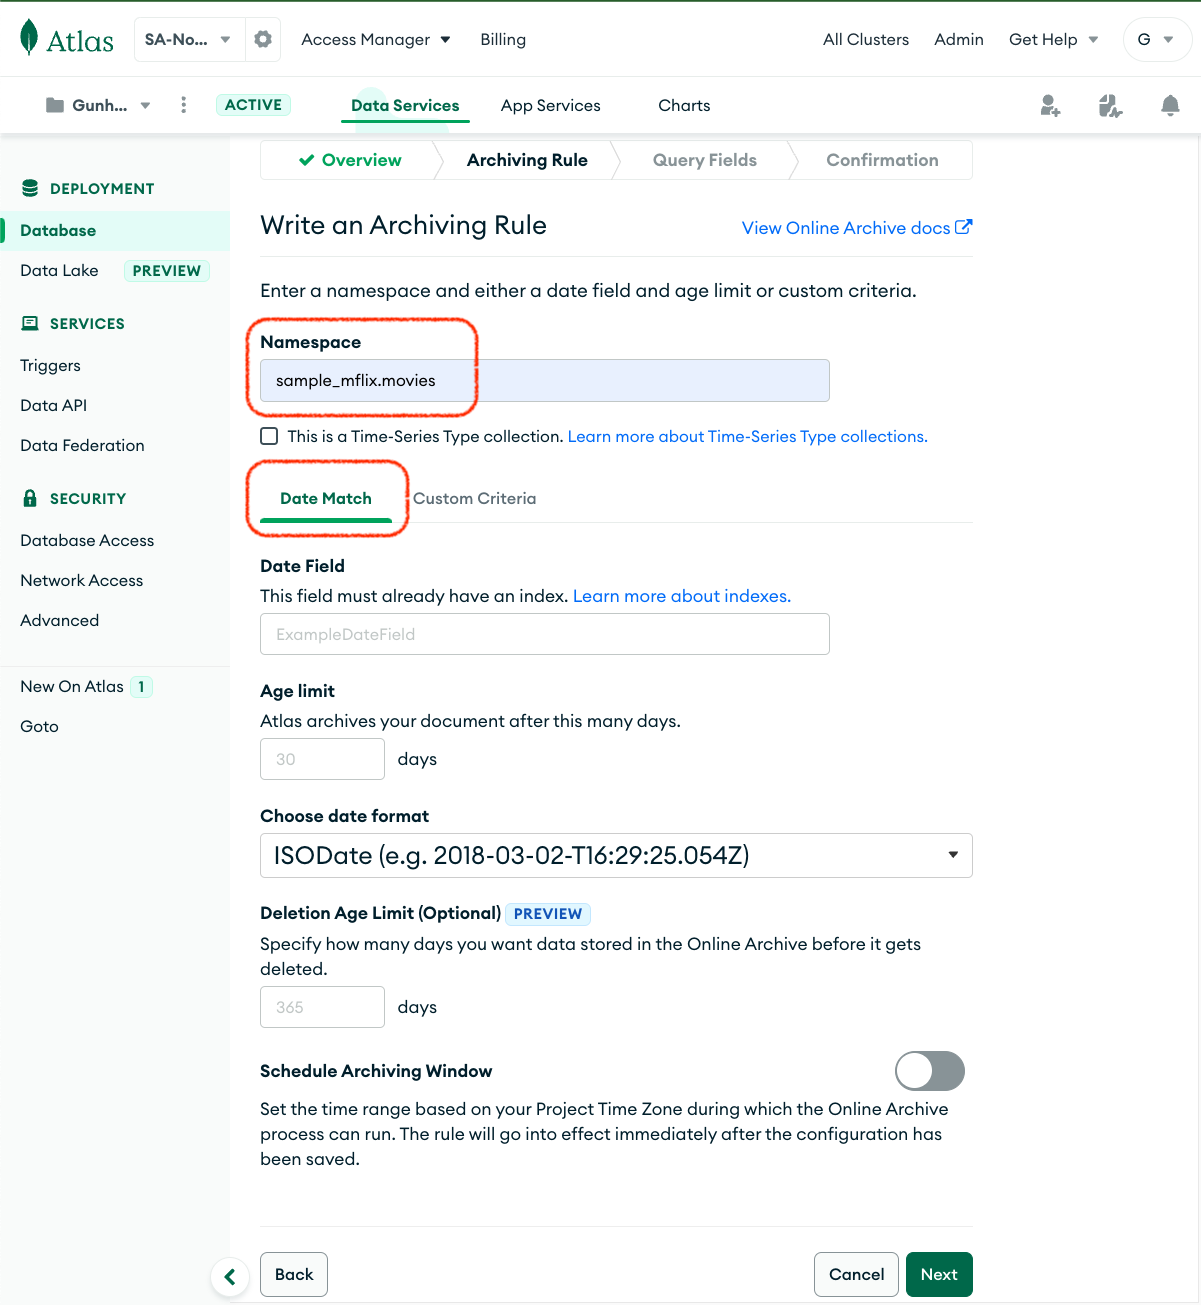 Atlas
SA-No...
Access Manager
Billing
All Clusters
Admin
Get Help
G
Gunh...
ACTIVE
Data Services
App Services
Charts
DEPLOYMENT
Database
Data Lake PREVIEW
SERVICES
Triggers
Data API
Data Federation
SECURITY
Database Access
Network Access
Advanced
New On Atlas 1
Goto
Overview
Archiving Rule
Query Fields
Confirmation
Write an Archiving Rule
View Online Archive docs
Enter a namespace and either a date field and age limit or custom criteria.
Namespace
sample_mflix.movies
This is a Time-Series Type collection. Learn more about Time-Series Type collections.
Date Match
Custom Criteria
Date Field
This field must already have an index. Learn more about indexes.
ExampleDateField
Age limit
Atlas archives your document after this many days.
30 days
Choose date format
ISODate (e.g. 2018-03-02-T16:29:25.054Z)
Deletion Age Limit (Optional) PREVIEW
Specify how many days you want data stored in the Online Archive before it gets
deleted.
365 days
Schedule Archiving Window
Set the time range based on your Project Time Zone during which the Online Archive
process can run. The rule will go into effect immediately after the configuration has
been saved.
Back
Cancel
Next